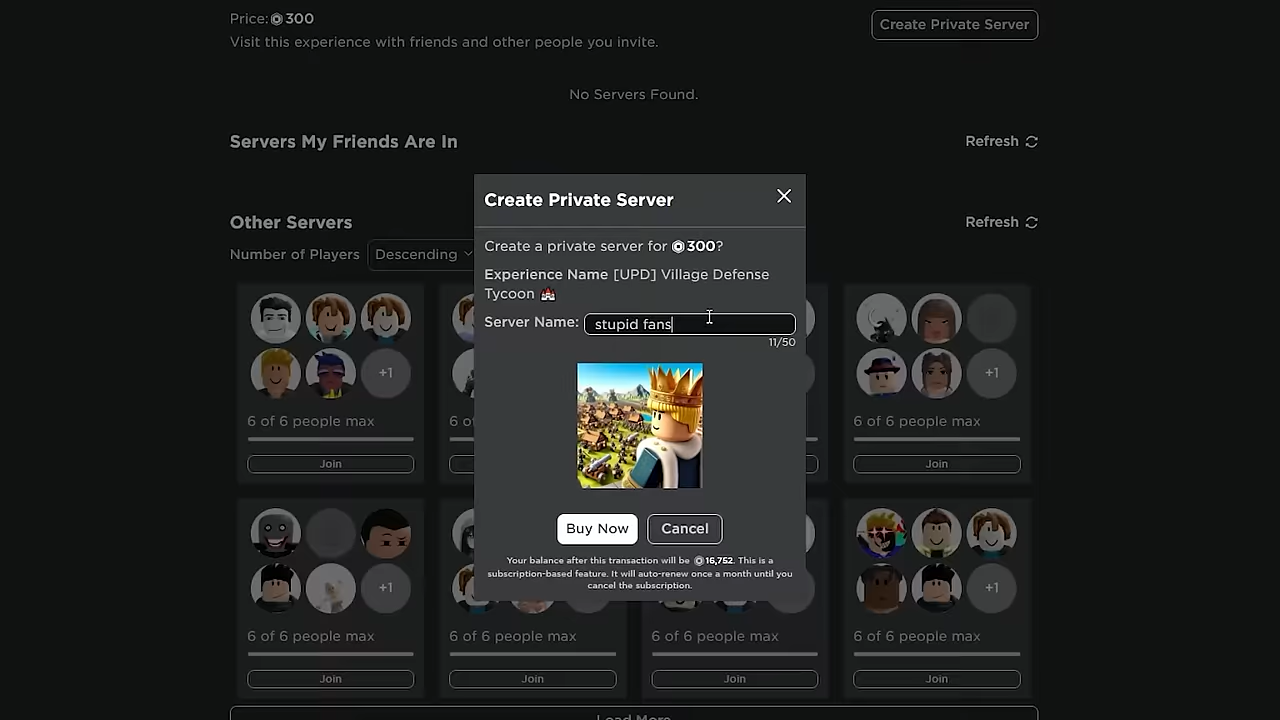 Price: 300
Create Private Server
Visit this experience with friends and other people you invite.
No Servers Found.
Servers My Friends Are In
Refresh
Other Servers
Refresh
Number of Players
Descending
Create Private Server
Create a private server for 300?
Experience Name [UPD] Village Defense
Tycoon 🏰
Server Name:
stupid fans
11/50
Buy Now
Cancel
Your balance after this transaction will be 16,752. This is a
subscription-based feature. It will auto-renew once a month until you
cancel the subscription.
+1
+1
6 of 6 people max
6 o
6 of 6 people max
Join
Join
+1
+1
6 of 6 people max
6 of 6 people max
6 of 6 people max
6 of 6 people max
Join
Join
Join
Join
Load More